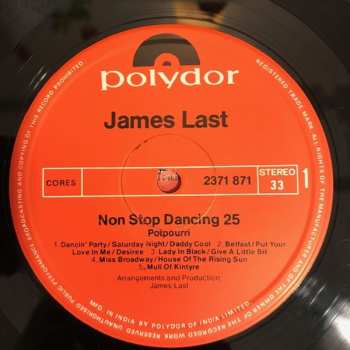 polydor
James Last
CORES
2371 871
STEREO
33
1
Non Stop Dancing 25
Potpourri
1. Dancin' Party/Saturday Night/Daddy Cool 2. Belfast/Put Your
Love In Me/Desiree 3. Lady In Black/Give A Little Bit
4. Miss Broadway/House Of The Rising Sun
5. Mull Of Kintyre
Arrangements and Production:
James Last
MFD. IN INDIA BY POLYDOR OF INDIA LIMITED
UNAUTHORISED PUBLIC PERFORMANCE BROADCASTING AND COPYING OF THIS RECORD PROHIBITED
REGISTERED TRADE MARK. ALL RIGHTS OF THE MANUFACTURER AND OF THE OWNER OF THE RECORDED WORK RESERVED